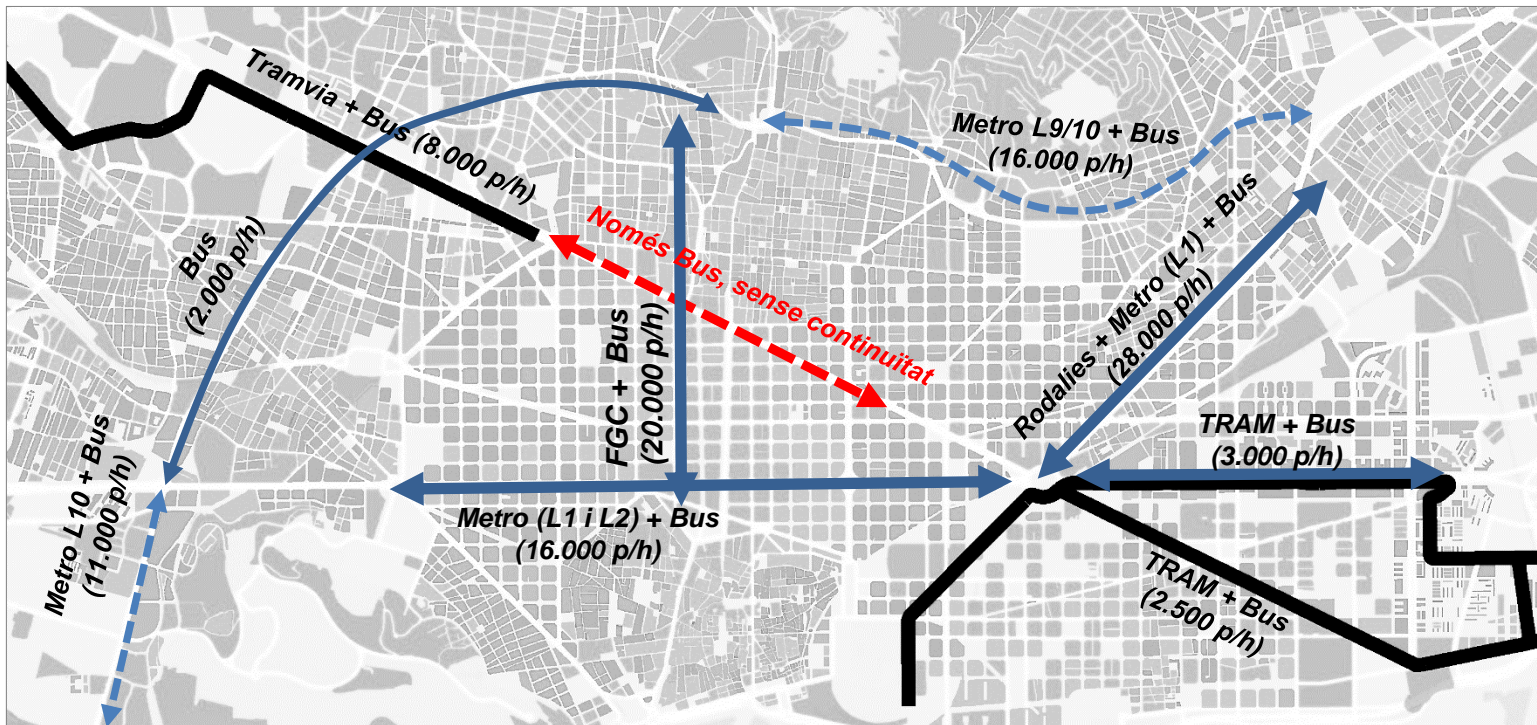 Tramvia + Bus (8.000 p/h)
Metro L9/10 + Bus
(16.000 p/h)
Bus
(2.000 p/h)
Només Bus, sense continuïtat
FGC + Bus
(20.000 p/h)
Rodalies + Metro (L1) + Bus
(28.000 p/h)
TRAM + Bus
(3.000 p/h)
Metro L10 + Bus
(11.000 p/h)
Metro (L1 i L2) + Bus
(16.000 p/h)
TRAM + Bus
(2.500 p/h)